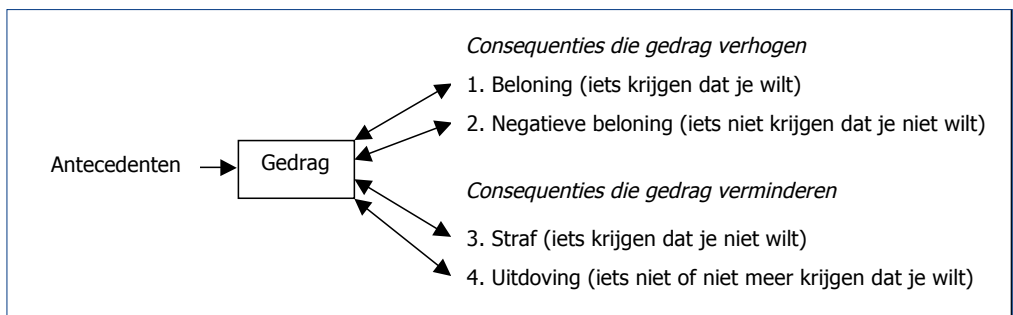 Consequenties die gedrag verhogen
1. Beloning (iets krijgen dat je wilt)
2. Negatieve beloning (iets niet krijgen dat je niet wilt)
Antecedenten
Gedrag
Consequenties die gedrag verminderen
3. Straf (iets krijgen dat je niet wilt)
4. Uitdoving (iets niet of niet meer krijgen dat je wilt)